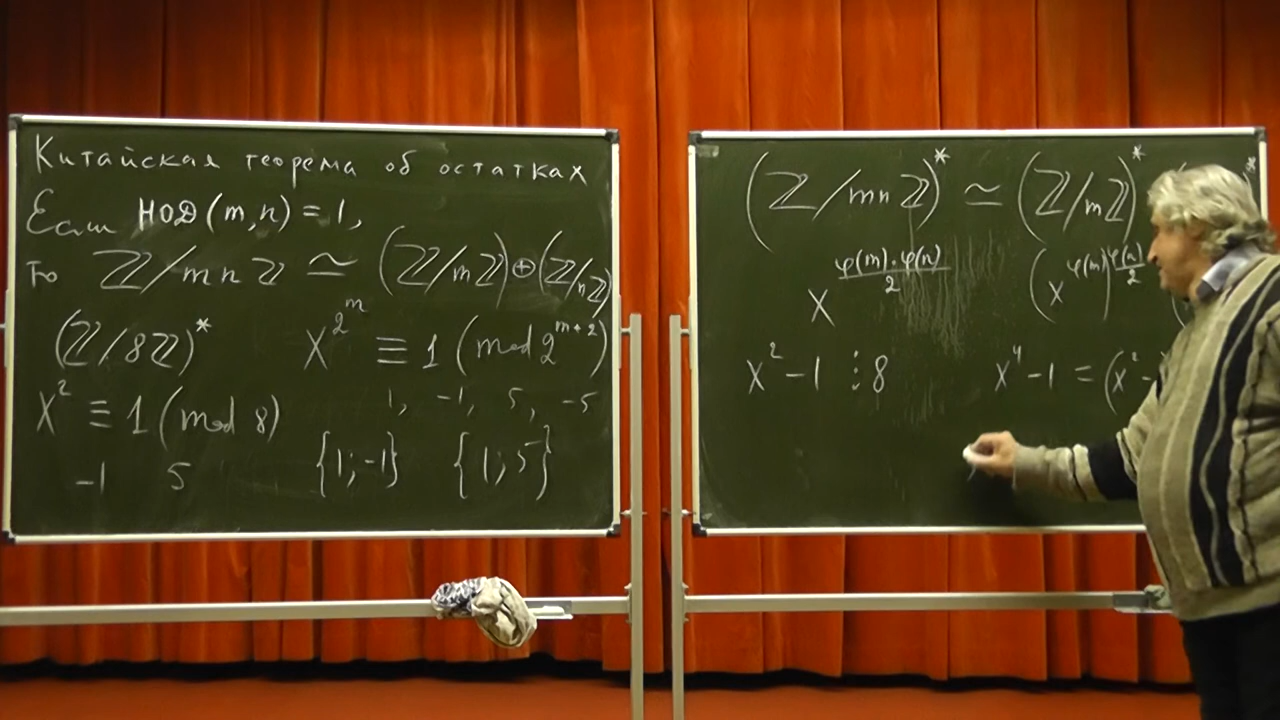 Китайская теорема об остатках
Если НОД(m,n) = 1,
то ℤ/mnℤ ≃ (ℤ/mℤ)⊕(ℤ/nℤ)
(ℤ/8ℤ)* X^{2^m} ≡ 1 (mod 2^{m+2})
X² ≡ 1 (mod 8) 1, -1, 5, -5
-1 5 {1;-1} {1;5}
(ℤ/mnℤ)* ≃ (ℤ/mℤ)* *
X^{φ(m)·φ(n)/2} (X^{φ(m)})^{φ(n)/2}
X²-1 ⋮ 8 X⁴-1 = (X²-